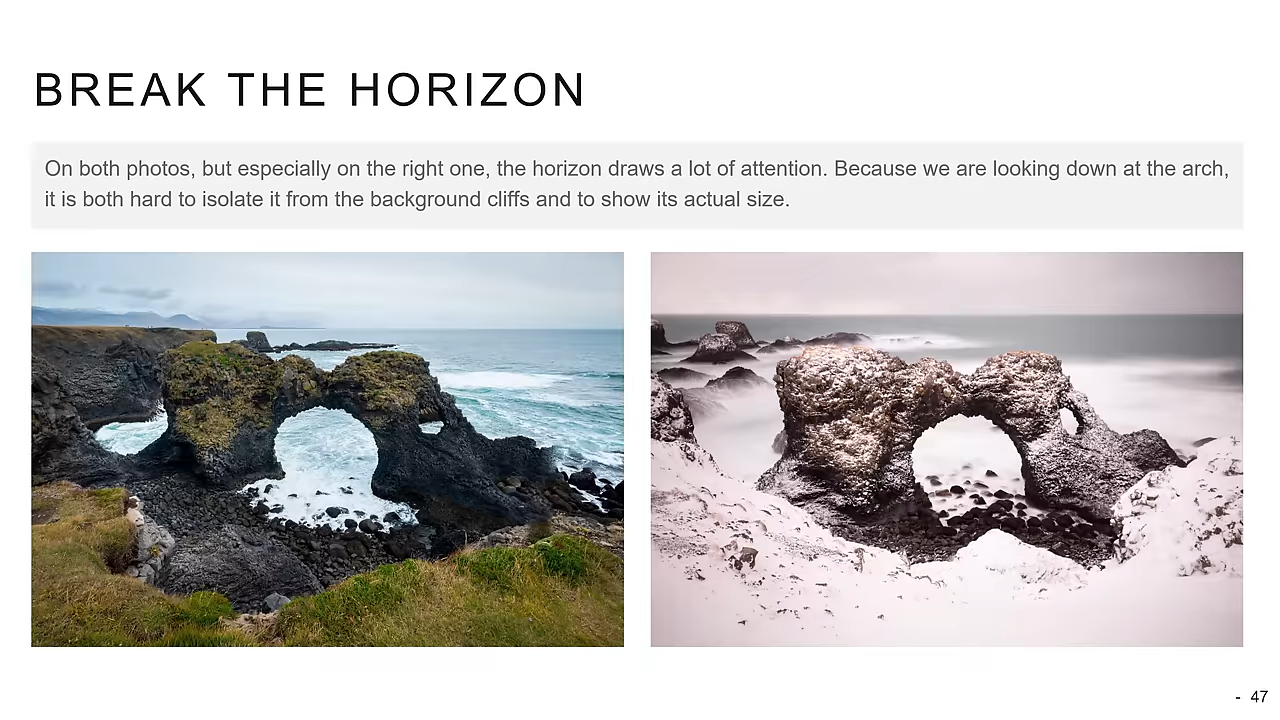 BREAK THE HORIZON
On both photos, but especially on the right one, the horizon draws a lot of attention. Because we are looking down at the arch,
it is both hard to isolate it from the background cliffs and to show its actual size.
- 47